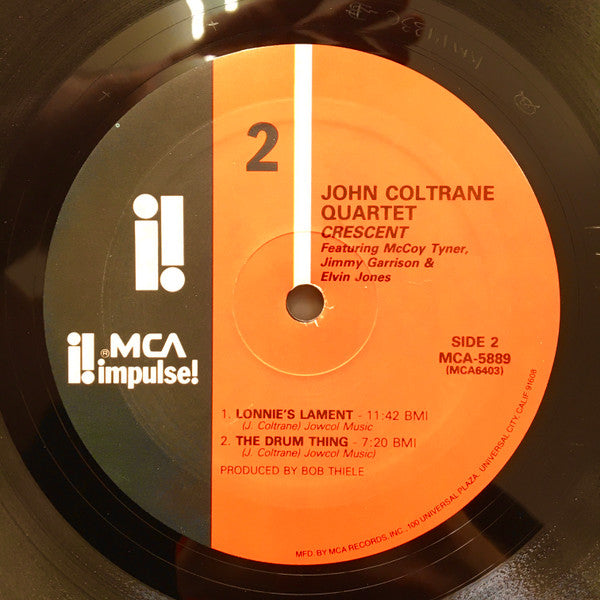 2
JOHN COLTRANE
QUARTET
CRESCENT
Featuring McCoy Tyner,
Jimmy Garrison &
Elvin Jones
i!
i! ®MCA
impulse!
SIDE 2
MCA-5889
(MCA6403)
1. LONNIE'S LAMENT - 11:42 BMI
(J. Coltrane) Jowcol Music
2. THE DRUM THING - 7:20 BMI
(J. Coltrane) Jowcol Music)
PRODUCED BY BOB THIELE
MFD. BY MCA RECORDS, INC., 100 UNIVERSAL PLAZA, UNIVERSAL CITY, CALIF. 91608